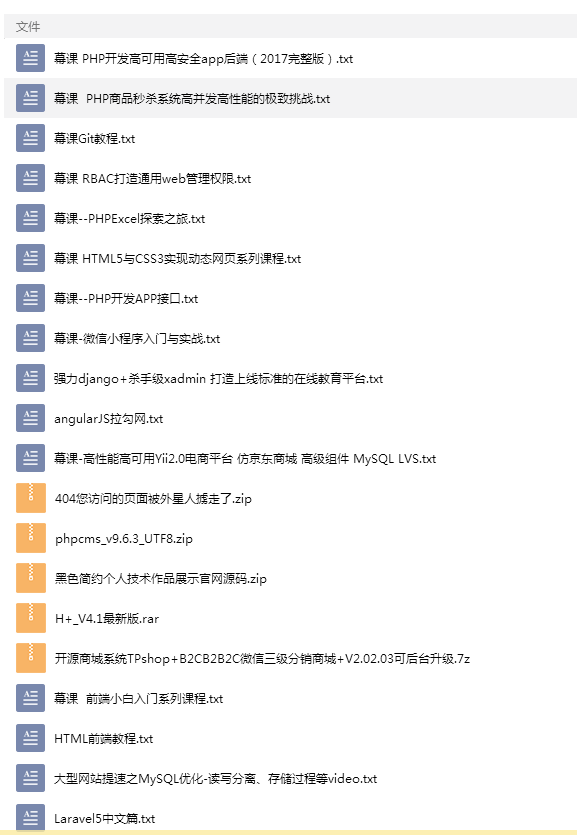 文件
幕课 PHP开发高可用高安全app后端（2017完整版）.txt
幕课  PHP商品秒杀系统高并发高性能的极致挑战.txt
幕课Git教程.txt
幕课 RBAC打造通用web管理权限.txt
幕课--PHPExcel探索之旅.txt
幕课 HTML5与CSS3实现动态网页系列课程.txt
幕课--PHP开发APP接口.txt
幕课-微信小程序入门与实战.txt
强力django+杀手级xadmin 打造上线标准的在线教育平台.txt
angularJS拉勾网.txt
幕课-高性能高可用Yii2.0电商平台 仿京东商城 高级组件 MySQL LVS.txt
404您访问的页面被外星人掳走了.zip
phpcms_v9.6.3_UTF8.zip
黑色简约个人技术作品展示官网源码.zip
H+_V4.1最新版.rar
开源商城系统TPshop+B2CB2B2C微信三级分销商城+V2.02.03可后台升级.7z
幕课  前端小白入门系列课程.txt
HTML前端教程.txt
大型网站提速之MySQL优化-读写分离、存储过程等video.txt
Laravel5中文篇.txt